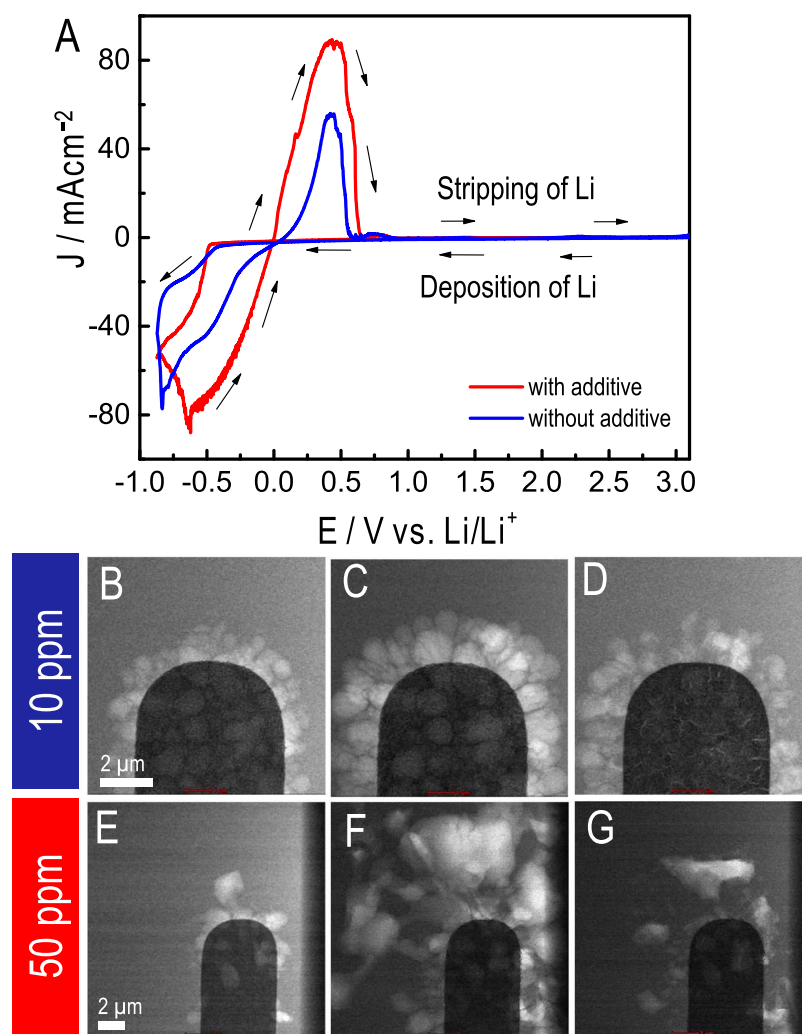 A
J / mAcm⁻²
80
40
0
-40
-80
Stripping of Li
Deposition of Li
with additive
without additive
-1.0 -0.5 0.0 0.5 1.0 1.5 2.0 2.5 3.0
E / V vs. Li/Li⁺
10 ppm
B C D
2 µm
50 ppm
E F G
2 µm